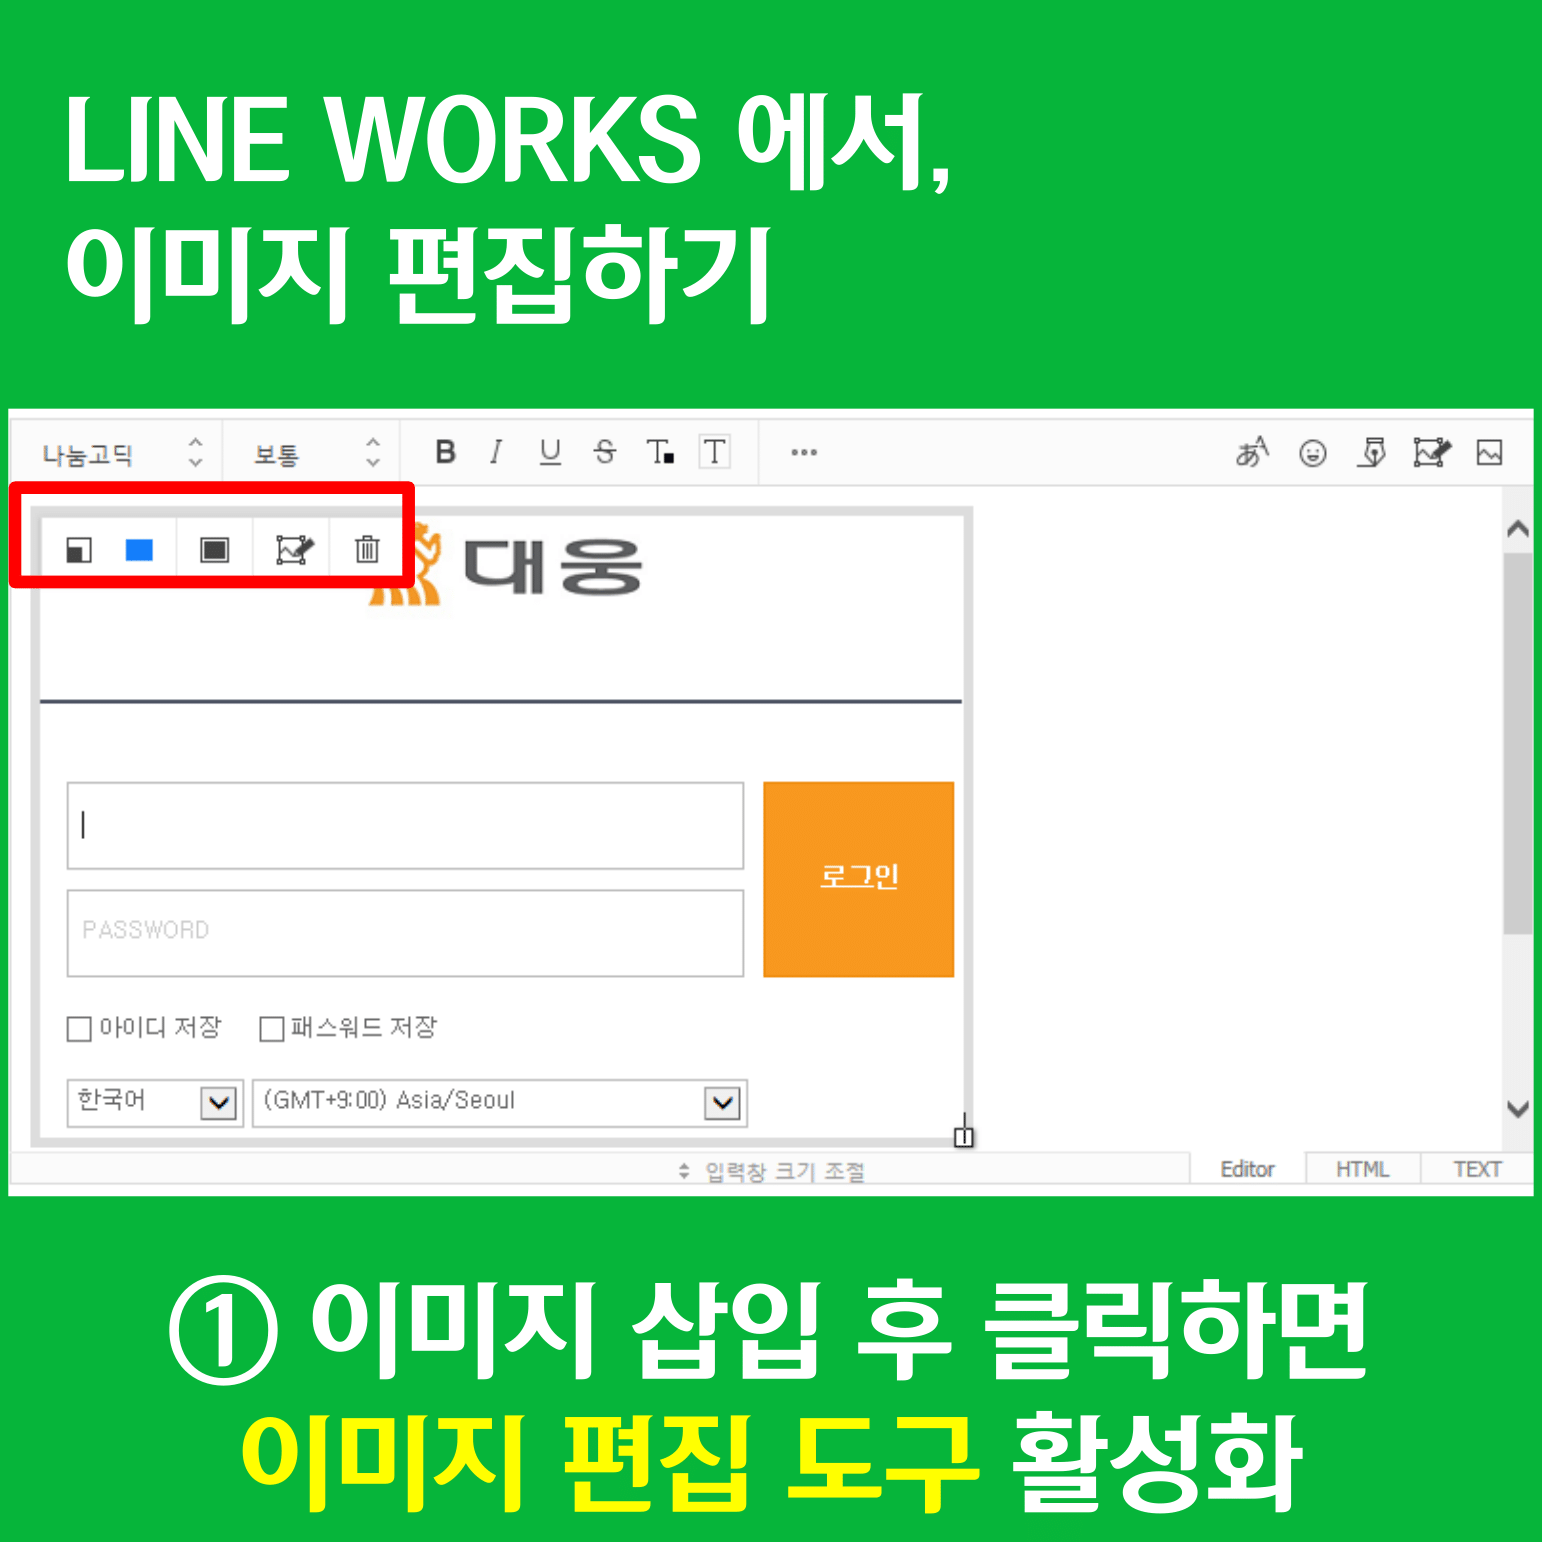 LINE WORKS 에서,
이미지 편집하기
나눔고딕 보통 B I U S T. T ... あA
대웅
로그인
PASSWORD
아이디 저장 패스워드 저장
한국어 (GMT+9:00) Asia/Seoul
입력창 크기 조절 Editor HTML TEXT
① 이미지 삽입 후 클릭하면
이미지 편집 도구 활성화